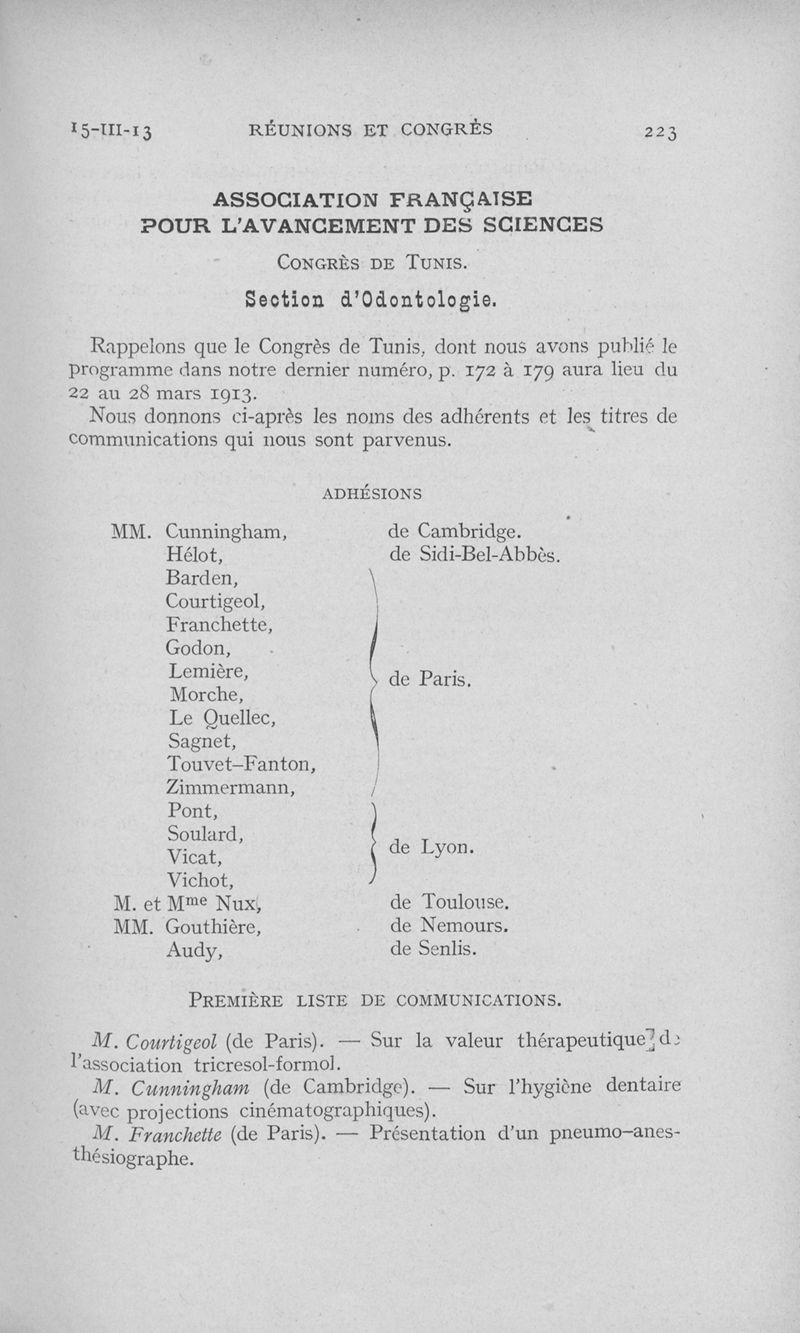 15-III-13 RÉUNIONS ET CONGRÈS 223
ASSOCIATION FRANÇAISE
POUR L'AVANCEMENT DES SCIENCES
CONGRÈS DE TUNIS.
Section d'Odontologie.
Rappelons que le Congrès de Tunis, dont nous avons publié le
programme dans notre dernier numéro, p. 172 à 179 aura lieu du
22 au 28 mars 1913.
Nous donnons ci-après les noms des adhérents et les titres de
communications qui nous sont parvenus.
ADHÉSIONS
MM. Cunningham, de Cambridge.
Hélot, de Sidi-Bel-Abbès.
Barden,
Courtigeol,
Franchette,
Godon,
Lemière,
de Paris.
Morche,
Le Quellec,
Sagnet,
Touvet-Fanton,
Zimmermann,
Pont,
Soulard,
de Lyon.
Vicat,
Vichot,
M. et Mme Nux, de Toulouse.
MM. Gouthière, de Nemours.
Audy, de Senlis.
PREMIÈRE LISTE DE COMMUNICATIONS.
M. Courtigeol (de Paris). — Sur la valeur thérapeutique de
l'association tricresol-formol.
M. Cunningham (de Cambridge). — Sur l'hygiène dentaire
(avec projections cinématographiques).
M. Franchette (de Paris). — Présentation d'un pneumo-anes-
thésiographe.